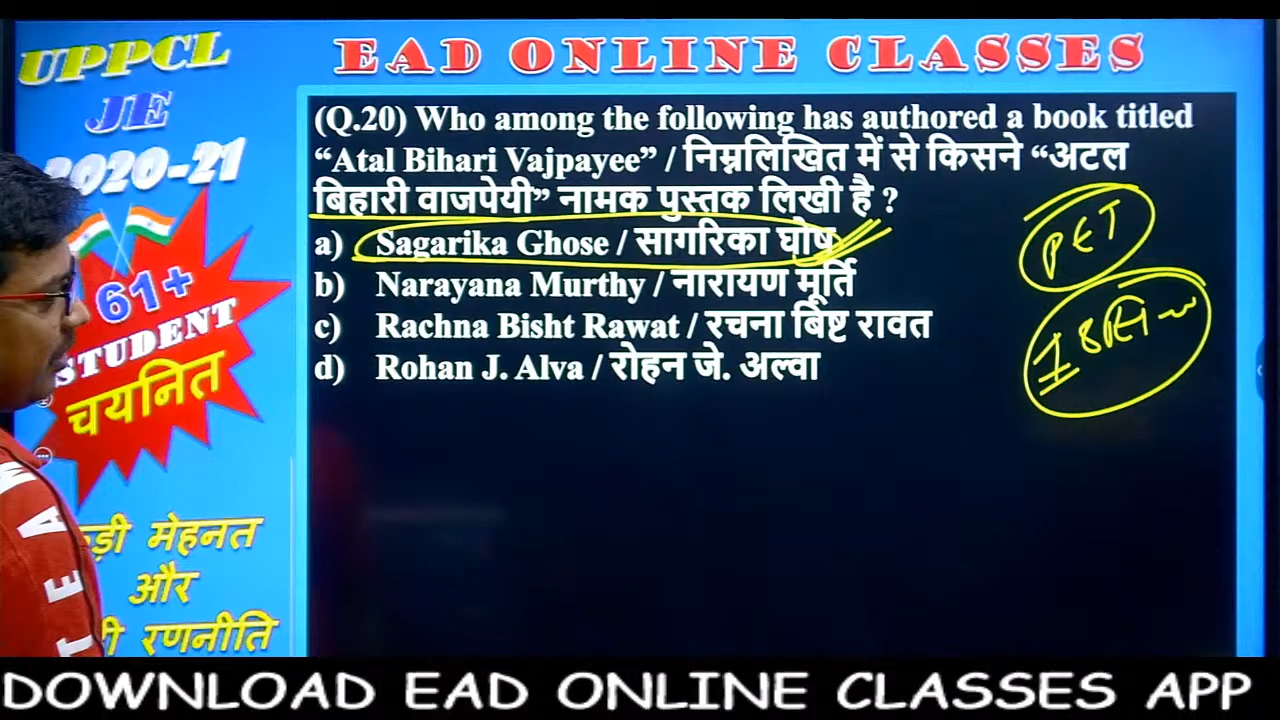 UPPCL
JE
2020-21
61+
STUDENT
चयनित
मेहनत
और
रणनीति
EAD ONLINE CLASSES
(Q.20) Who among the following has authored a book titled
“Atal Bihari Vajpayee” / निम्नलिखित में से किसने “अटल
बिहारी वाजपेयी” नामक पुस्तक लिखी है ?
a) Sagarika Ghose / सागरिका घोष
b) Narayana Murthy / नारायण मूर्ति
c) Rachna Bisht Rawat / रचना बिष्ट रावत
d) Rohan J. Alva / रोहन जे. अल्वा
PET
DOWNLOAD EAD ONLINE CLASSES APP